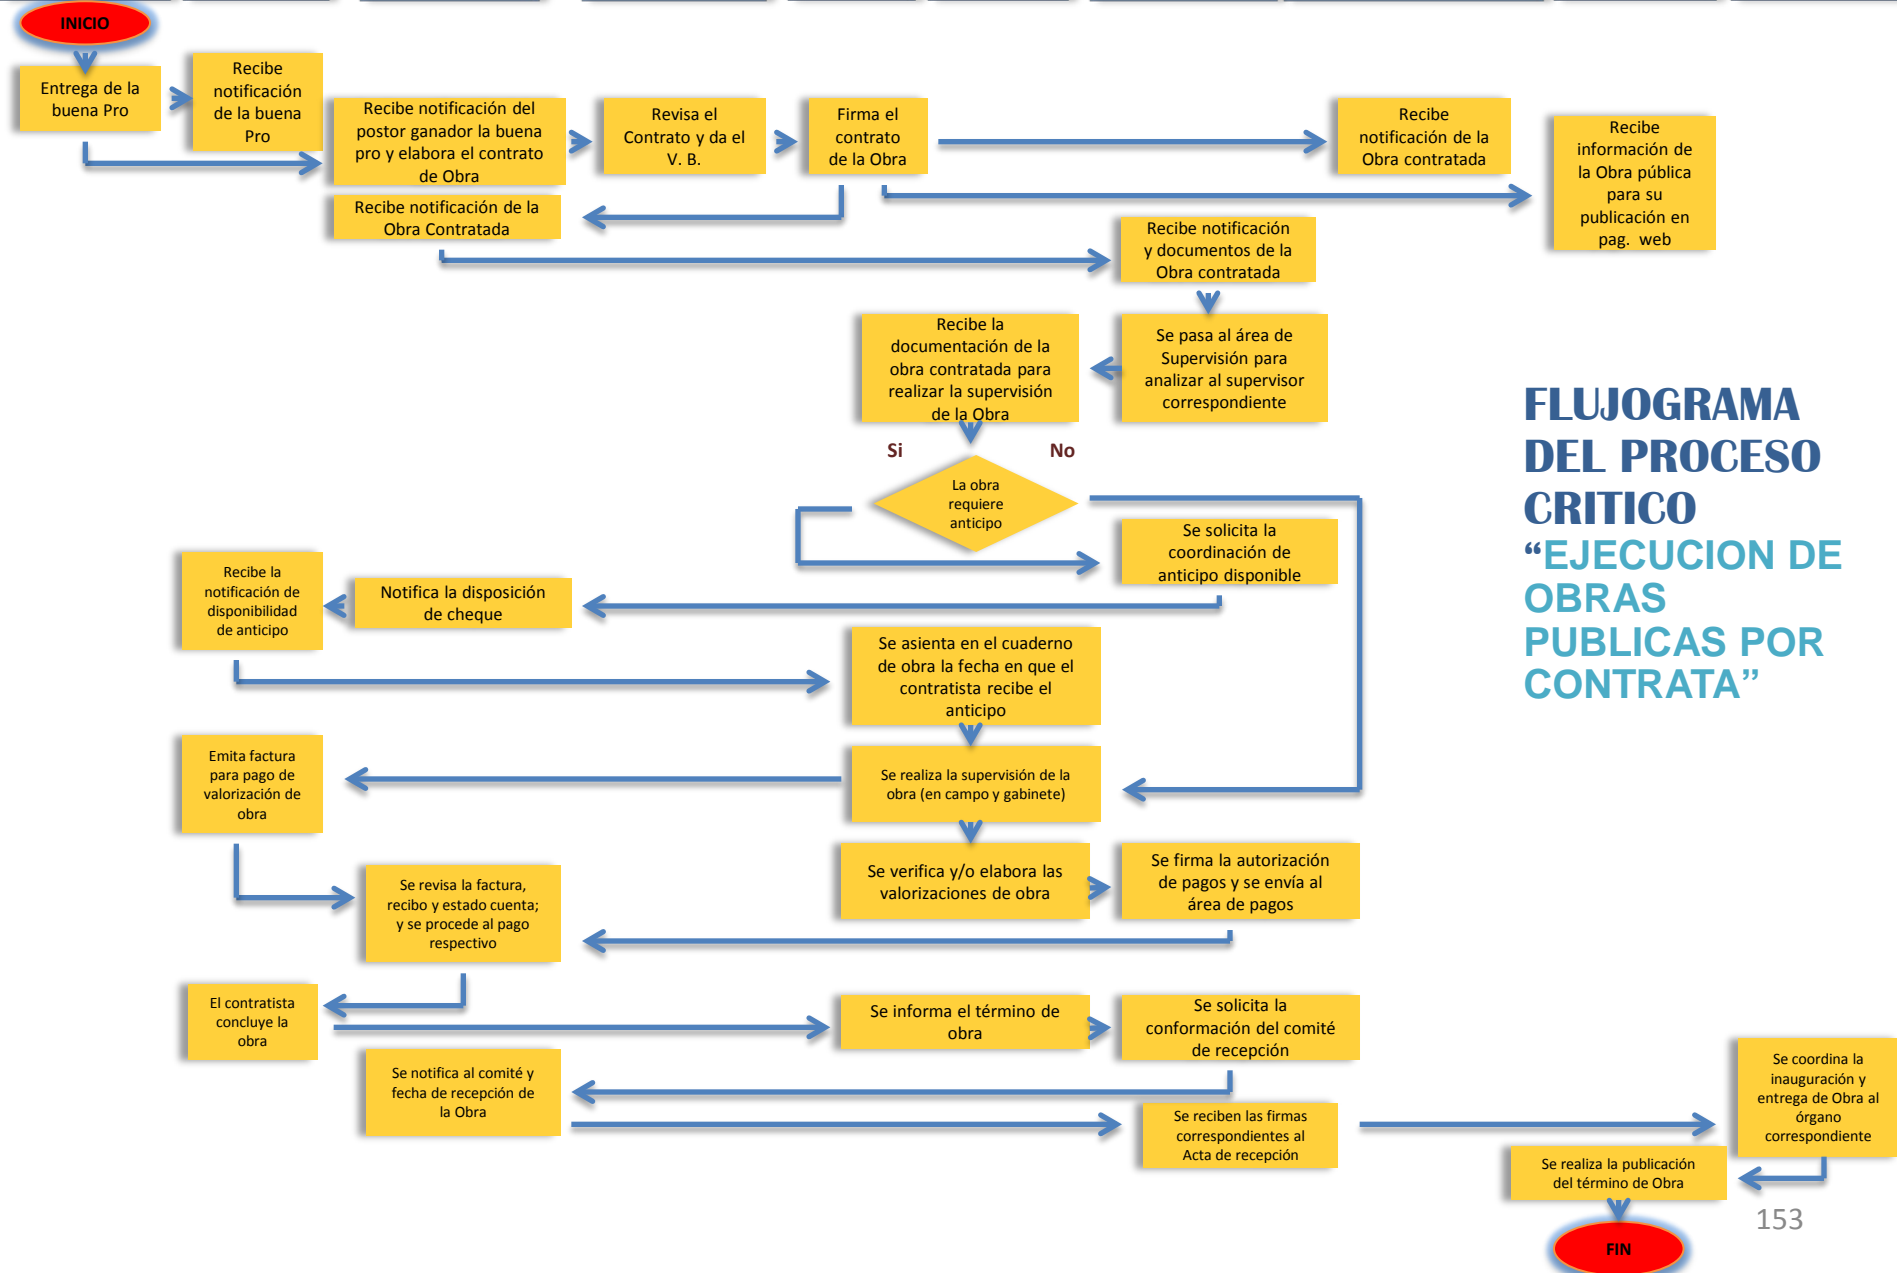 INICIO
Entrega de la
buena Pro
Recibe
notificación
de la buena
Pro
Recibe notificación del
postor ganador la buena
pro y elabora el contrato
de Obra
Revisa el
Contrato y da el
V. B.
Firma el
contrato
de la Obra
Recibe
notificación de la
Obra contratada
Recibe
información de
la Obra pública
para su
publicación en
pag. web
Recibe notificación de la
Obra Contratada
Recibe notificación
y documentos de la
Obra contratada
Recibe la
documentación de la
obra contratada para
realizar la supervisión
de la Obra
Se pasa al área de
Supervisión para
analizar al supervisor
correspondiente
FLUJOGRAMA
DEL PROCESO
CRITICO
“EJECUCION DE
OBRAS
PUBLICAS POR
CONTRATA”
Si
No
La obra
requiere
anticipo
Se solicita la
coordinación de
anticipo disponible
Recibe la
notificación de
disponibilidad
de anticipo
Notifica la disposición
de cheque
Se asienta en el cuaderno
de obra la fecha en que el
contratista recibe el
anticipo
Emita factura
para pago de
valorización de
obra
Se realiza la supervisión de la
obra (en campo y gabinete)
Se revisa la factura,
recibo y estado cuenta;
y se procede al pago
respectivo
Se verifica y/o elabora las
valorizaciones de obra
Se firma la autorización
de pagos y se envía al
área de pagos
El contratista
concluye la
obra
Se informa el término de
obra
Se solicita la
conformación del comité
de recepción
Se notifica al comité y
fecha de recepción de
la Obra
Se reciben las firmas
correspondientes al
Acta de recepción
Se coordina la
inauguración y
entrega de Obra al
órgano
correspondiente
Se realiza la publicación
del término de Obra
153
FIN